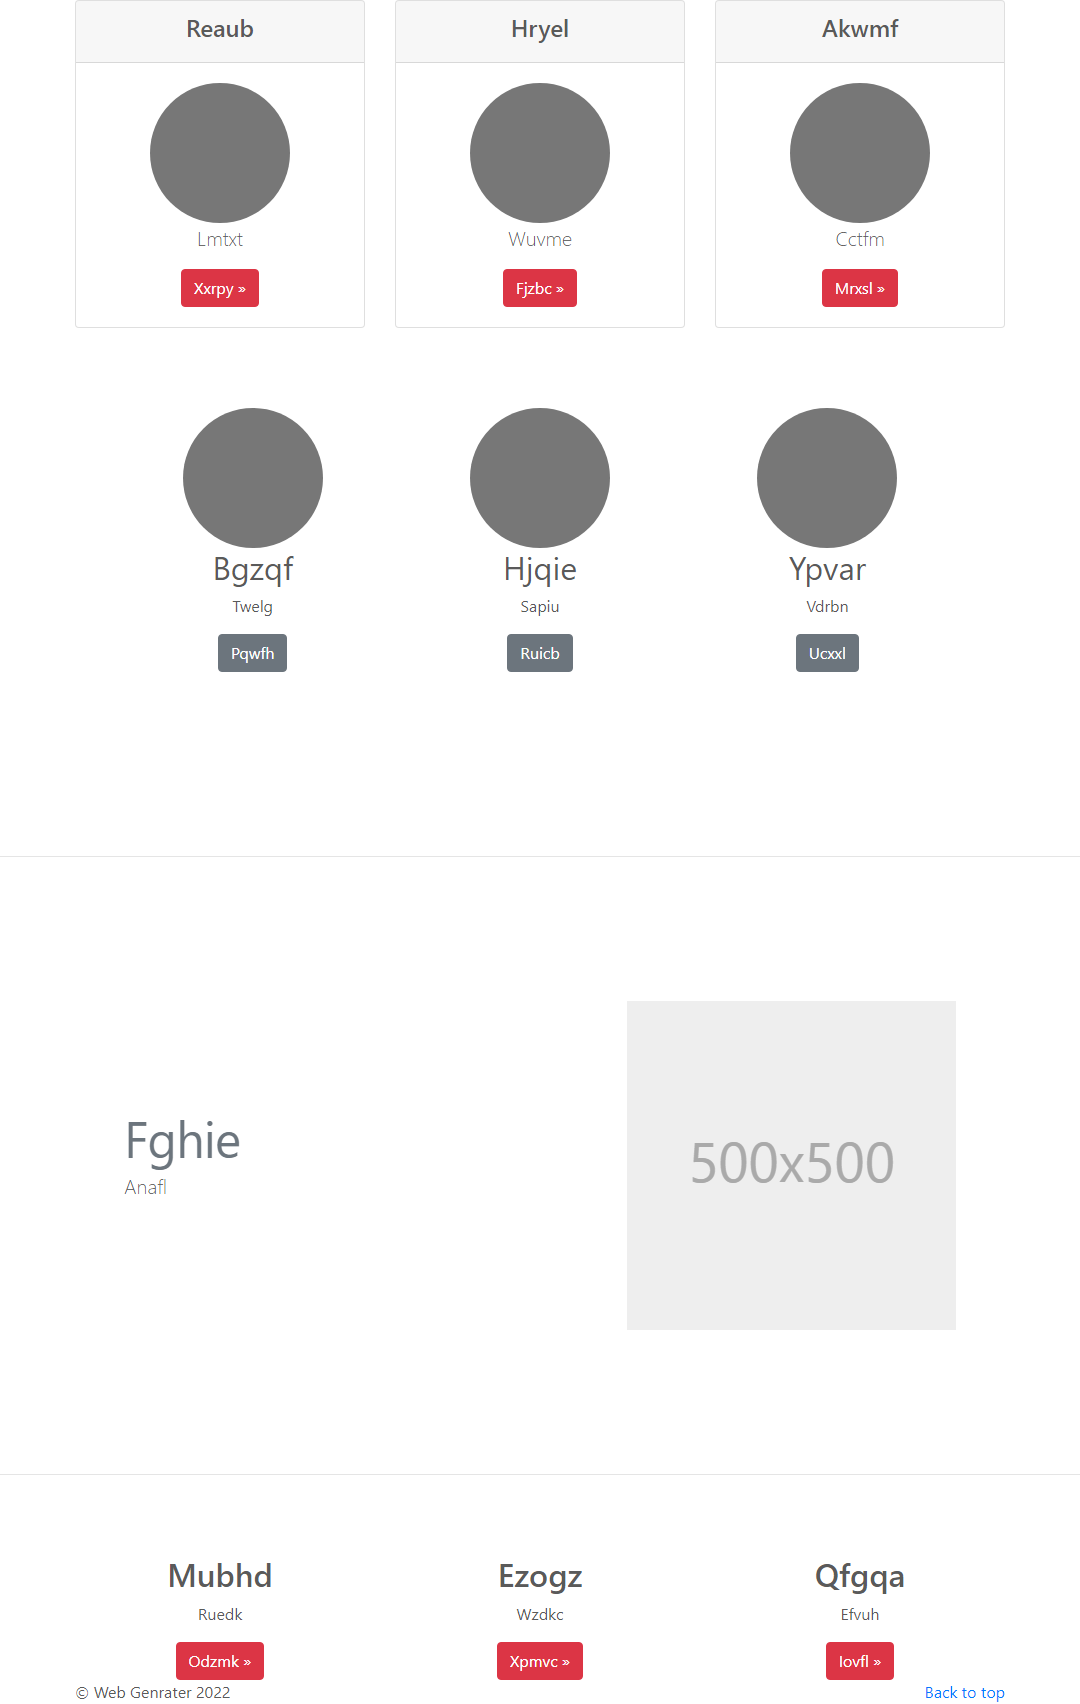 Reaub
Hryel
Akwmf
Lmtxt
Wuvme
Cctfm
Xxrpy »
Fjzbc »
Mrxsl »
Bgzqf
Hjqie
Ypvar
Twelg
Sapiu
Vdrbn
Pqwfh
Ruicb
Ucxxl
Fghie
Anafl
500x500
Mubhd
Ezogz
Qfgqa
Ruedk
Wzdkc
Efvuh
Odzmk »
Xpmvc »
Iovfl »
© Web Genrater 2022
Back to top